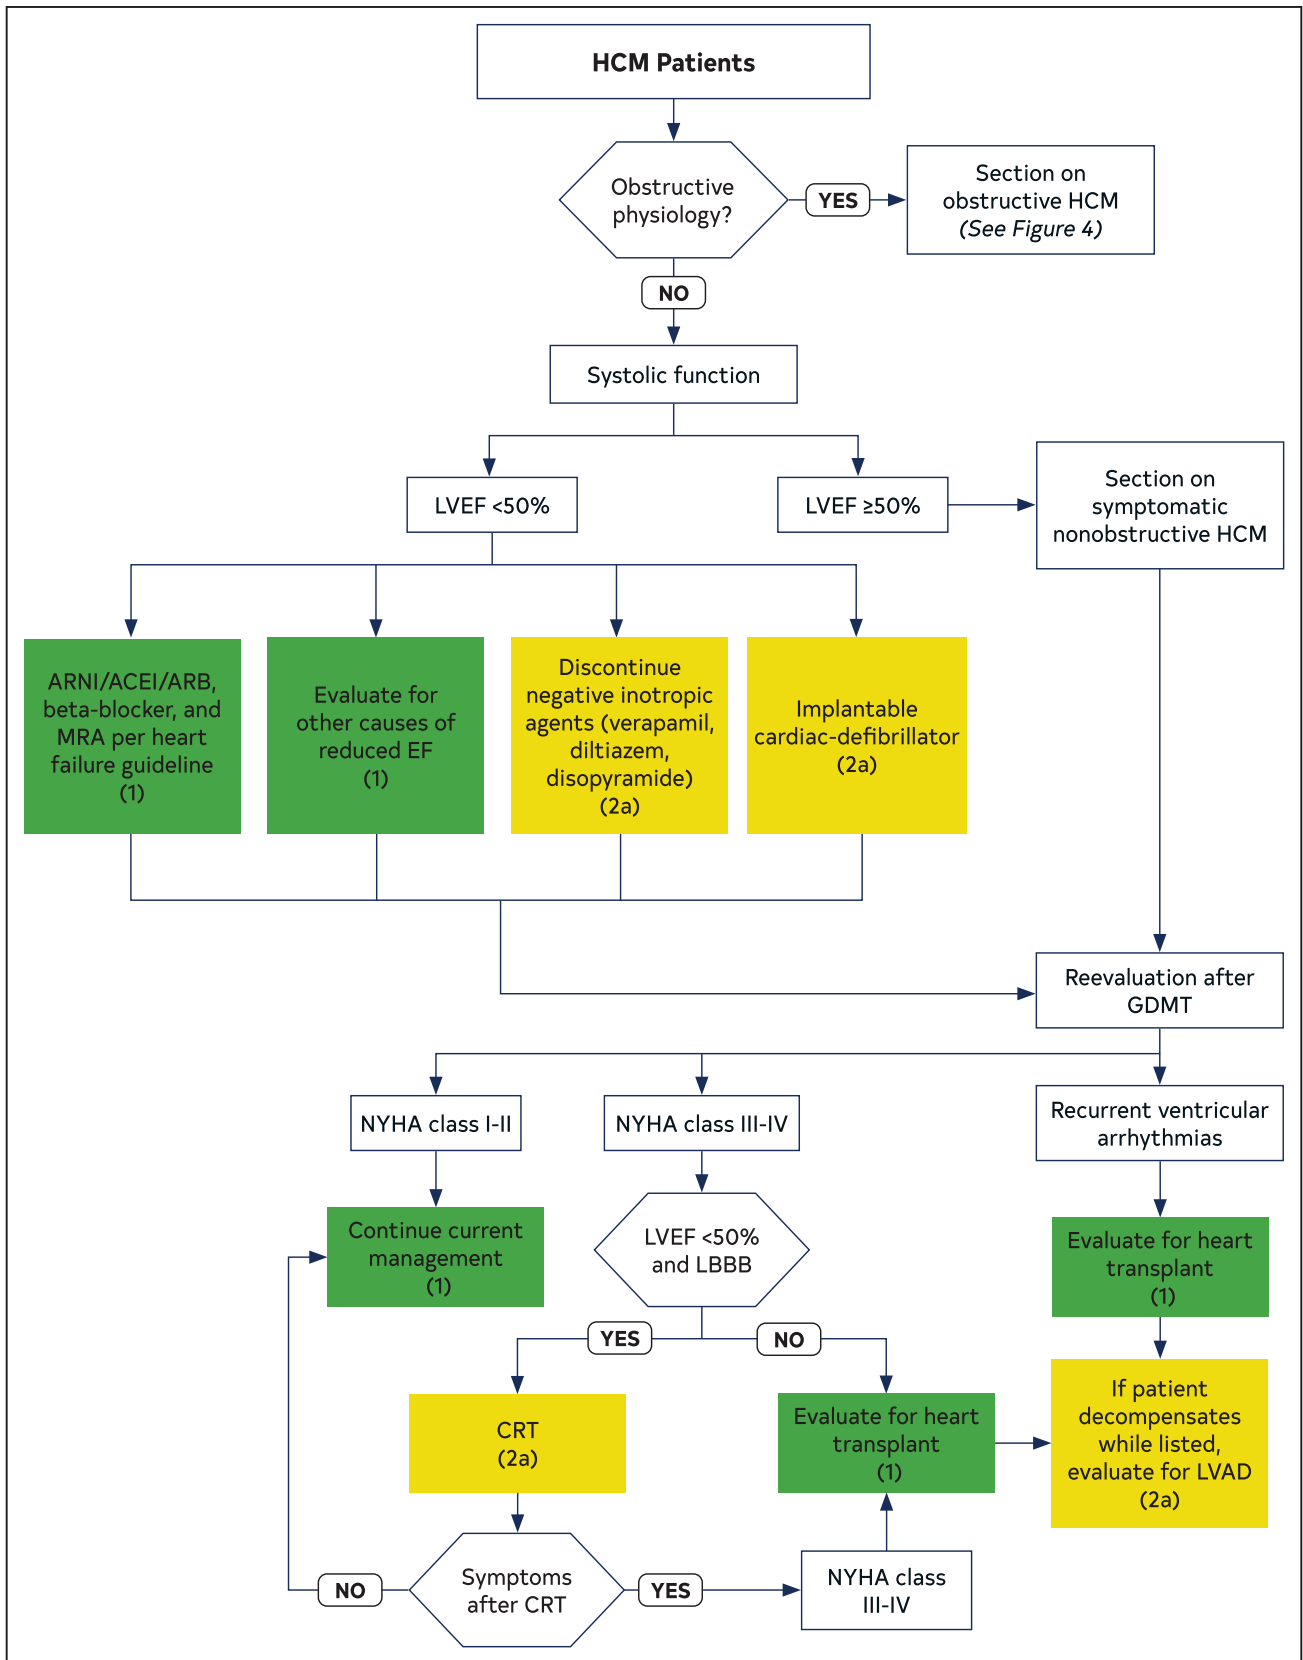 HCM Patients
Obstructive
physiology?
YES
Section on
obstructive HCM
(See Figure 4)
NO
Systolic function
LVEF <50%
LVEF ≥50%
Section on
symptomatic
nonobstructive HCM
ARNI/ACEI/ARB,
beta-blocker, and
MRA per heart
failure guideline
(1)
Evaluate for
other causes of
reduced EF
(1)
Discontinue
negative inotropic
agents (verapamil,
diltiazem,
disopyramide)
(2a)
Implantable
cardiac-defibrillator
(2a)
Reevaluation after
GDMT
NYHA class I-II
NYHA class III-IV
Recurrent ventricular
arrhythmias
Continue current
management
(1)
LVEF <50%
and LBBB
Evaluate for heart
transplant
(1)
YES
NO
CRT
(2a)
Evaluate for heart
transplant
(1)
If patient
decompensates
while listed,
evaluate for LVAD
(2a)
NO
Symptoms
after CRT
YES
NYHA class
III-IV